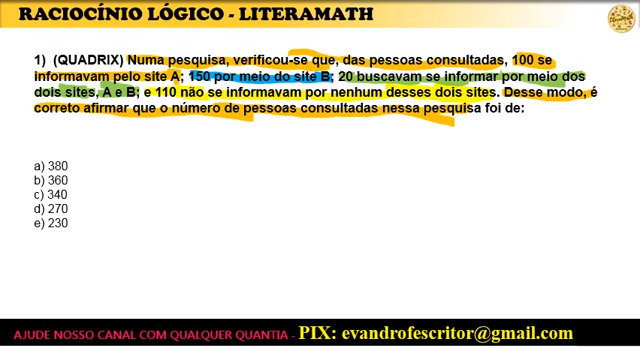 RACIOCÍNIO LÓGICO - LITERAMATH
1) (QUADRIX) Numa pesquisa, verificou-se que, das pessoas consultadas, 100 se
informavam pelo site A; 150 por meio do site B; 20 buscavam se informar por meio dos
dois sites, A e B; e 110 não se informavam por nenhum desses dois sites. Desse modo, é
correto afirmar que o número de pessoas consultadas nessa pesquisa foi de:
a) 380
b) 360
c) 340
d) 270
e) 230
AJUDE NOSSO CANAL COM QUALQUER QUANTIA - PIX: evandrofescritor@gmail.com